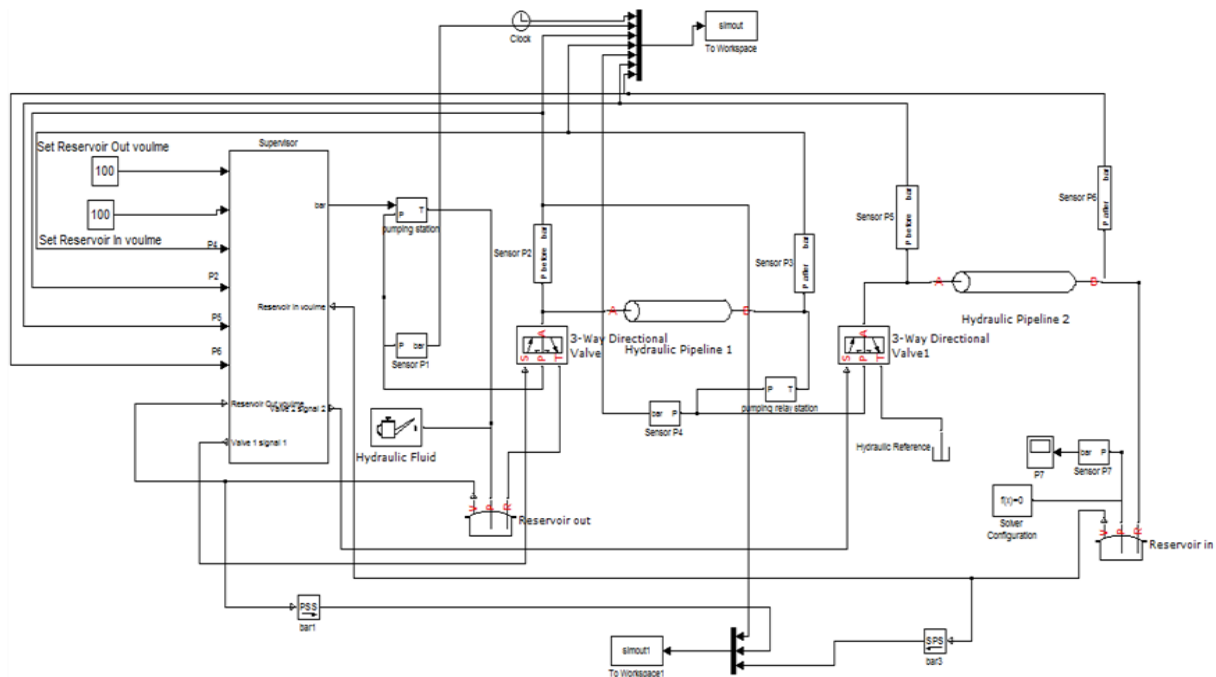 Clock
simout
To Workspace
Set Reservoir Out voulme
100
100
Set Reservoir In voulme
Supervisor
bar
P4
P2
P5
P6
Reservoir In voulme
Reservoir Out voulme
Valve 2 signal 2
Valve 1 signal 1
P
T
pumping station
P
bar
Sensor P1
Sensor P2
P before
bar
Sensor P3
P after
bar
Sensor P5
P before
bar
Sensor P6
P after
bar
A
B
Hydraulic Pipeline 1
A
B
Hydraulic Pipeline 2
A
S
P
T
3-Way Directional
Valve
A
S
P
T
3-Way Directional
Valve1
P
T
pumping relay station
bar
P
Sensor P4
Hydraulic Reference
Hydraulic Fluid
V
P
R
Reservoir out
P7
bar
P
Sensor P7
f(x)=0
Solver
Configuration
V
P
R
Reservoir in
PSS
bar1
simout1
To Workspace1
SPS
bar3